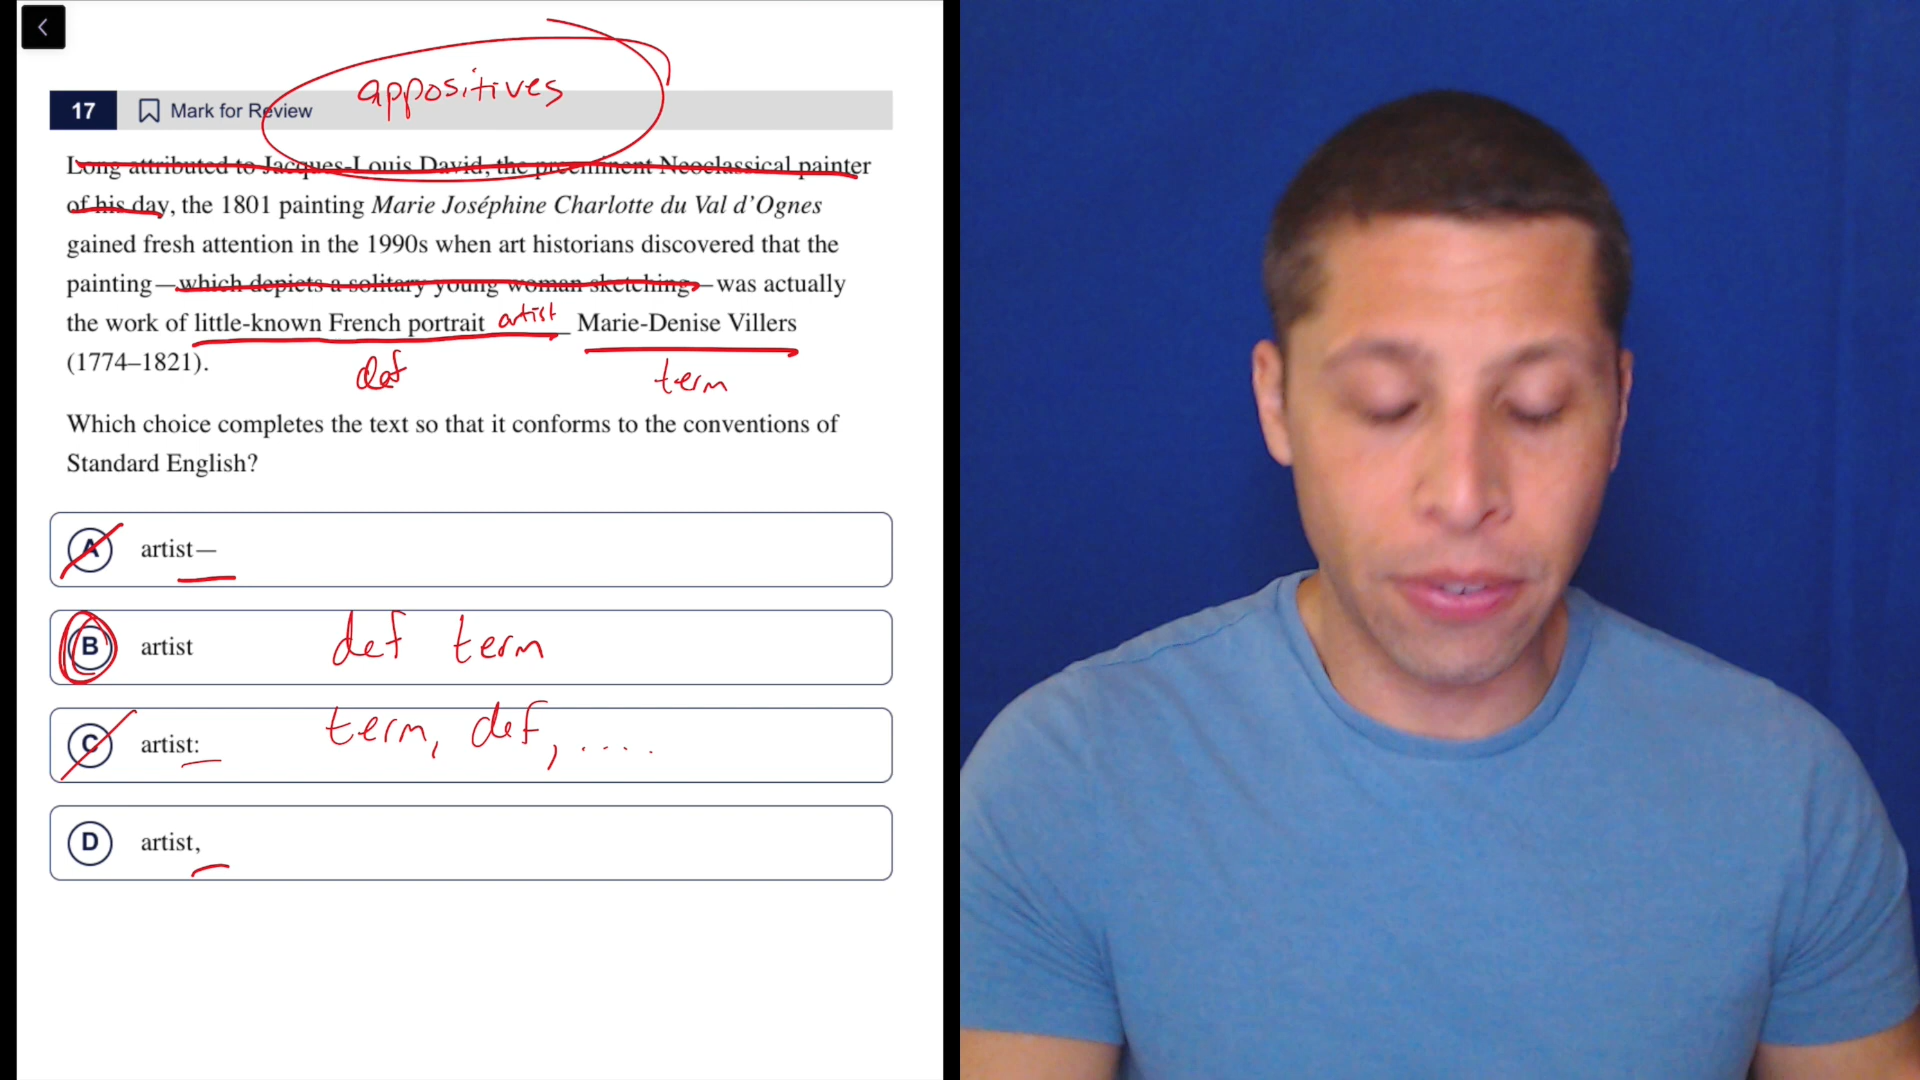 appositives
17 Mark for Review
Long attributed to Jacques-Louis David, the preeminent Neoclassical painter
of his day, the 1801 painting Marie Joséphine Charlotte du Val d’Ognes
gained fresh attention in the 1990s when art historians discovered that the
painting—which depicts a solitary young woman sketching—was actually
the work of little-known French portrait artist Marie-Denise Villers
(1774–1821).
def term
Which choice completes the text so that it conforms to the conventions of
Standard English?
A artist—
B artist def term
C artist: term, def, ....
D artist,